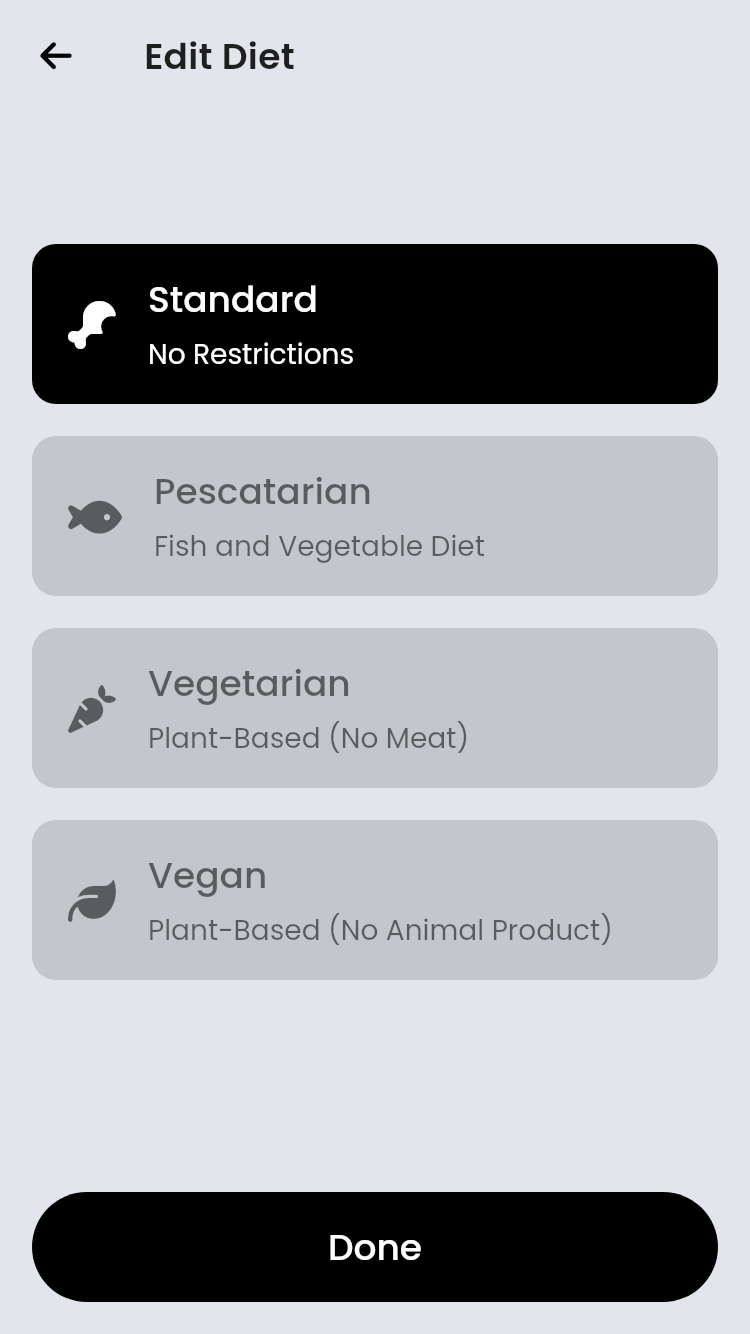 Edit Diet
Standard
No Restrictions
Pescatarian
Fish and Vegetable Diet
Vegetarian
Plant-Based (No Meat)
Vegan
Plant-Based (No Animal Product)
Done